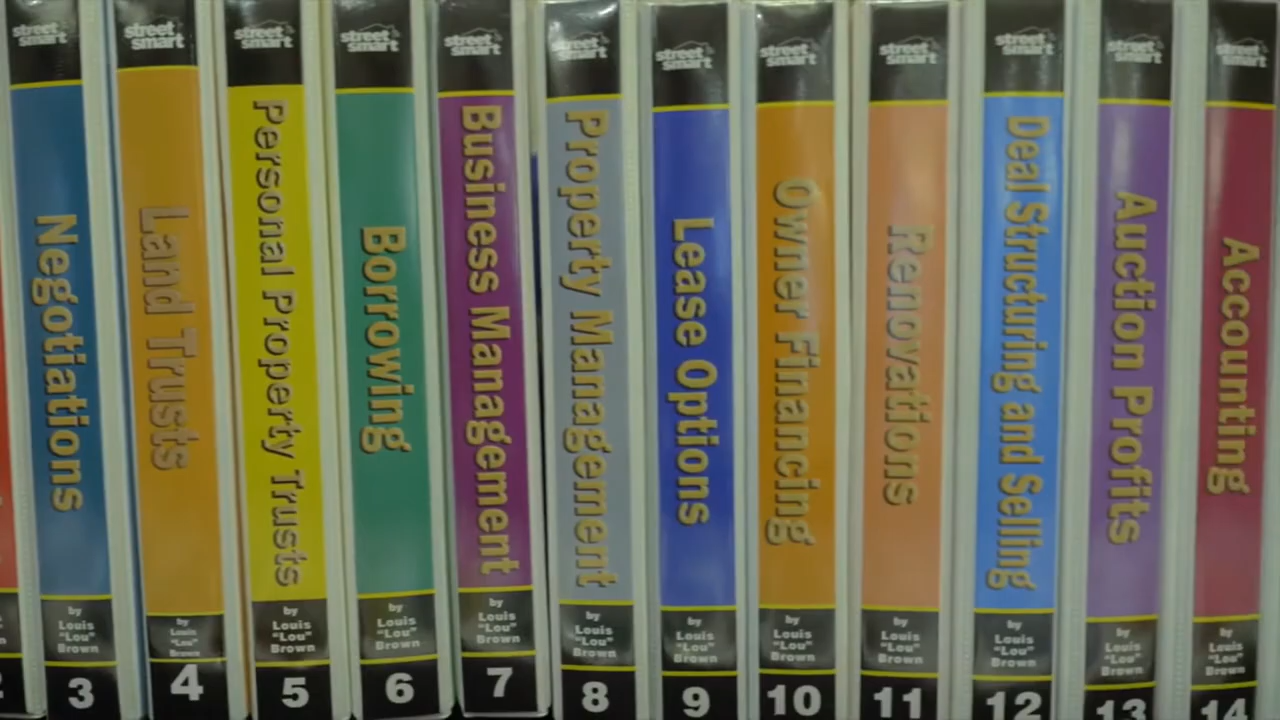 street smart
Negotiations
by
Louis
"Lou"
Brown
3
street smart
Land Trusts
by
Louis
"Lou"
Brown
4
street smart
Personal Property Trusts
by
Louis
"Lou"
Brown
5
street smart
Borrowing
by
Louis
"Lou"
Brown
6
street smart
Business Management
by
Louis
"Lou"
Brown
7
street smart
Property Management
by
Louis
"Lou"
Brown
8
street smart
Lease Options
by
Louis
"Lou"
Brown
9
street smart
Owner Financing
by
Louis
"Lou"
Brown
10
street smart
Renovations
by
Louis
"Lou"
Brown
11
street smart
Deal Structuring and Selling
by
Louis
"Lou"
Brown
12
street smart
Auction Profits
by
Louis
"Lou"
Brown
13
street smart
Accounting
by
Louis
"Lou"
Brown
14